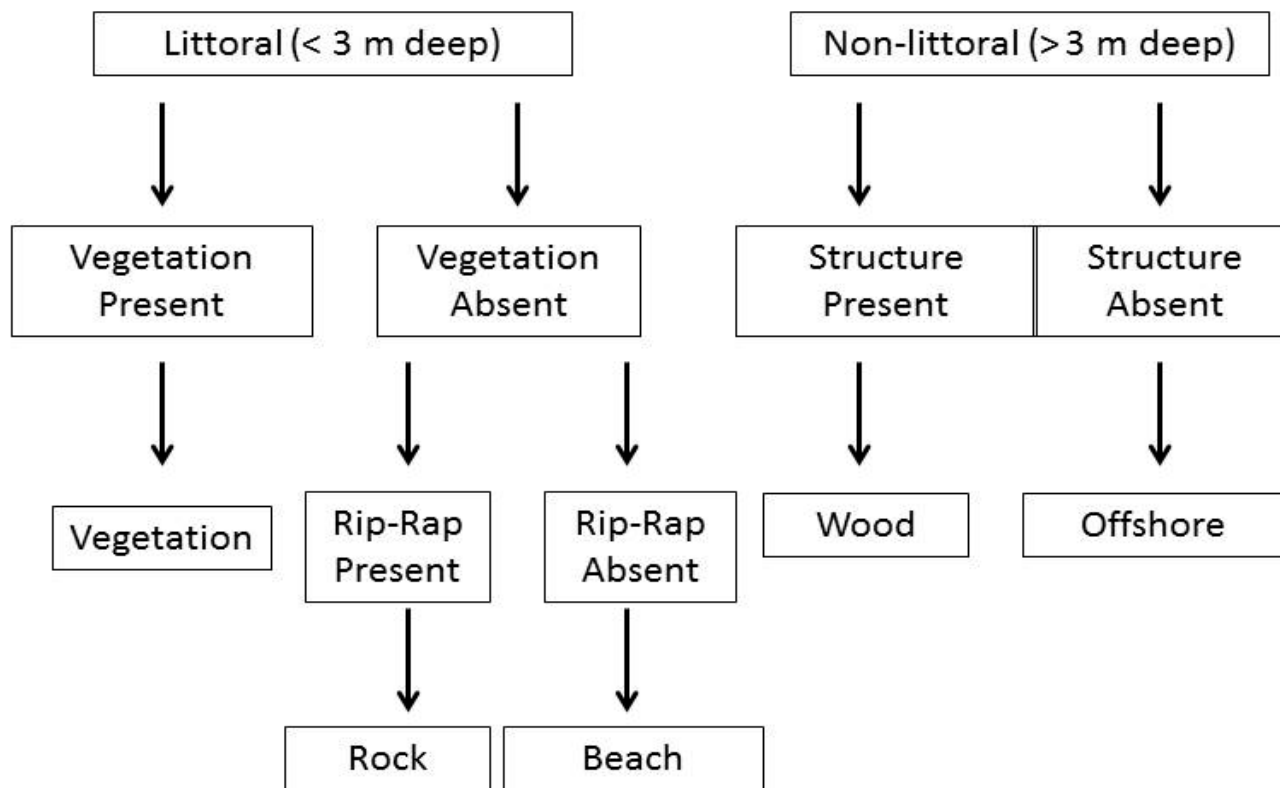 Littoral (< 3 m deep)
Non-littoral (> 3 m deep)
Vegetation
Present
Vegetation
Absent
Structure
Present
Structure
Absent
Vegetation
Rip-Rap
Present
Rip-Rap
Absent
Wood
Offshore
Rock
Beach